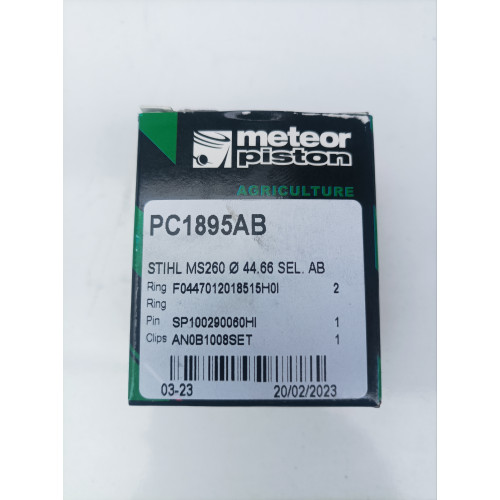 meteor
piston
AGRICULTURE
PC1895AB
STIHL MS260 Ø 44.66 SEL. AB
Ring F0447012018515H0I 2
Ring
Pin SP100290060HI 1
Clips AN0B1008SET 1
03-23 20/02/2023